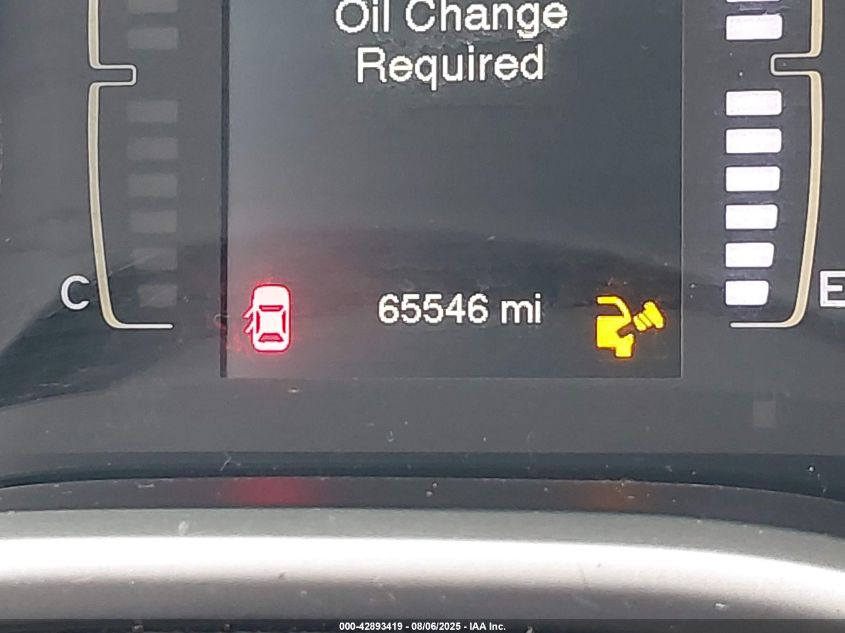 Oil Change
Required
C
E
65546 mi
000-42893419 - 08/06/2025 - IAA Inc.